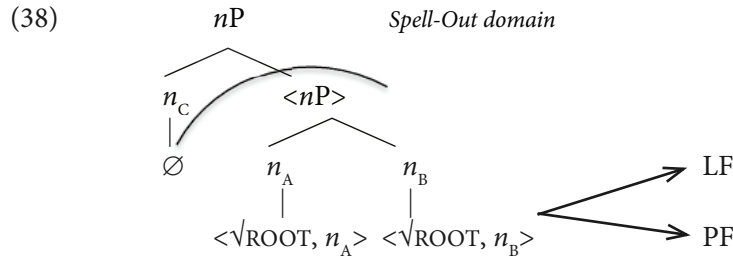 (38) nP Spell-Out domain
n_C <nP>
∅ n_A n_B LF
<√ROOT, n_A> <√ROOT, n_B> PF